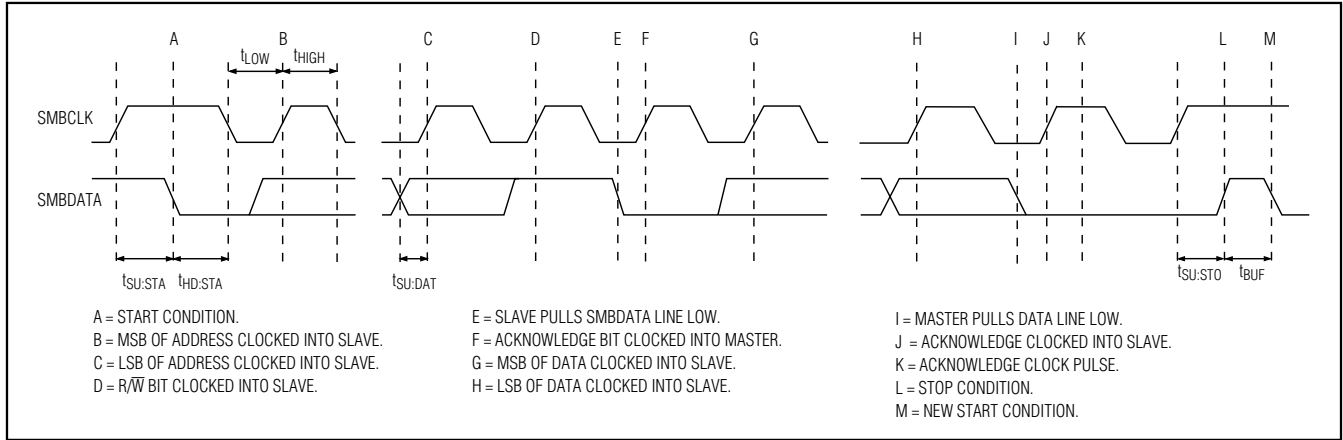 A B C D E F G H I J K L M
tLOW tHIGH
SMBCLK
SMBDATA
tSU:STA tHD:STA tSU:DAT tSU:STO tBUF
A = START CONDITION.
B = MSB OF ADDRESS CLOCKED INTO SLAVE.
C = LSB OF ADDRESS CLOCKED INTO SLAVE.
D = R/W̅ BIT CLOCKED INTO SLAVE.
E = SLAVE PULLS SMBDATA LINE LOW.
F = ACKNOWLEDGE BIT CLOCKED INTO MASTER.
G = MSB OF DATA CLOCKED INTO SLAVE.
H = LSB OF DATA CLOCKED INTO SLAVE.
I = MASTER PULLS DATA LINE LOW.
J = ACKNOWLEDGE CLOCKED INTO SLAVE.
K = ACKNOWLEDGE CLOCK PULSE.
L = STOP CONDITION.
M = NEW START CONDITION.